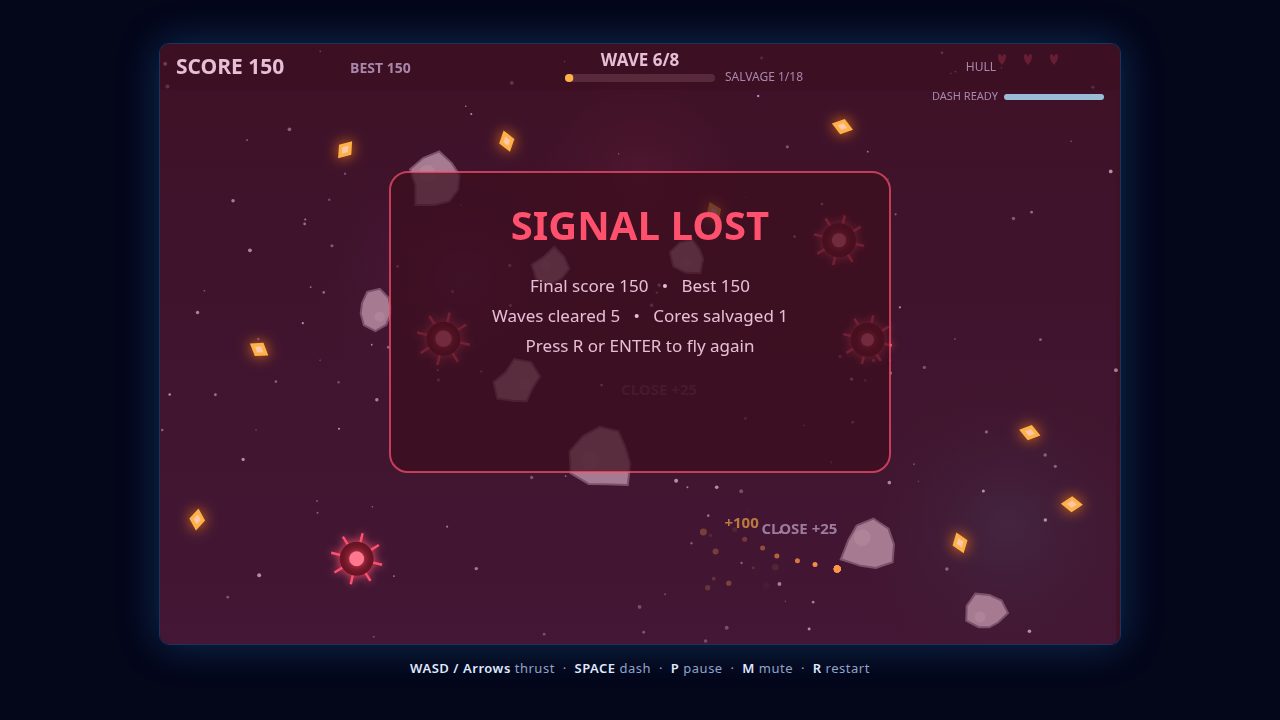 SCORE 150
BEST 150
WAVE 6/8
SALVAGE 1/18
HULL
DASH READY
SIGNAL LOST
Final score 150 • Best 150
Waves cleared 5 • Cores salvaged 1
Press R or ENTER to fly again
CLOSE +25
+100
CLOSE +25
WASD / Arrows thrust · SPACE dash · P pause · M mute · R restart